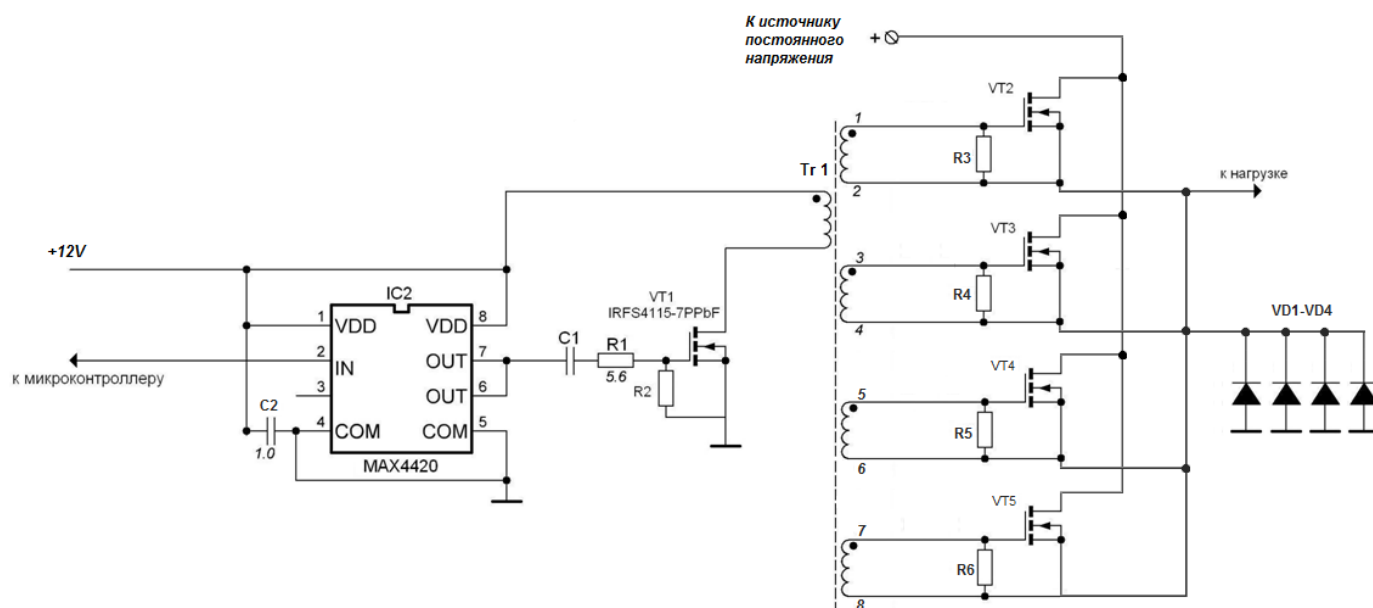 К источнику
постоянного
напряжения
+
VT2
1
R3
Tr 1
2
к нагрузке
VT3
+12V
3
IC2
R4
VT1
IRFS4115-7PPbF
VD1-VD4
4
1
VDD
VDD
8
C1
R1
2
IN
OUT
7
VT4
5.6
к микроконтроллеру
R2
3
OUT
6
5
C2
4
COM
COM
5
R5
1.0
MAX4420
6
VT5
7
R6
8